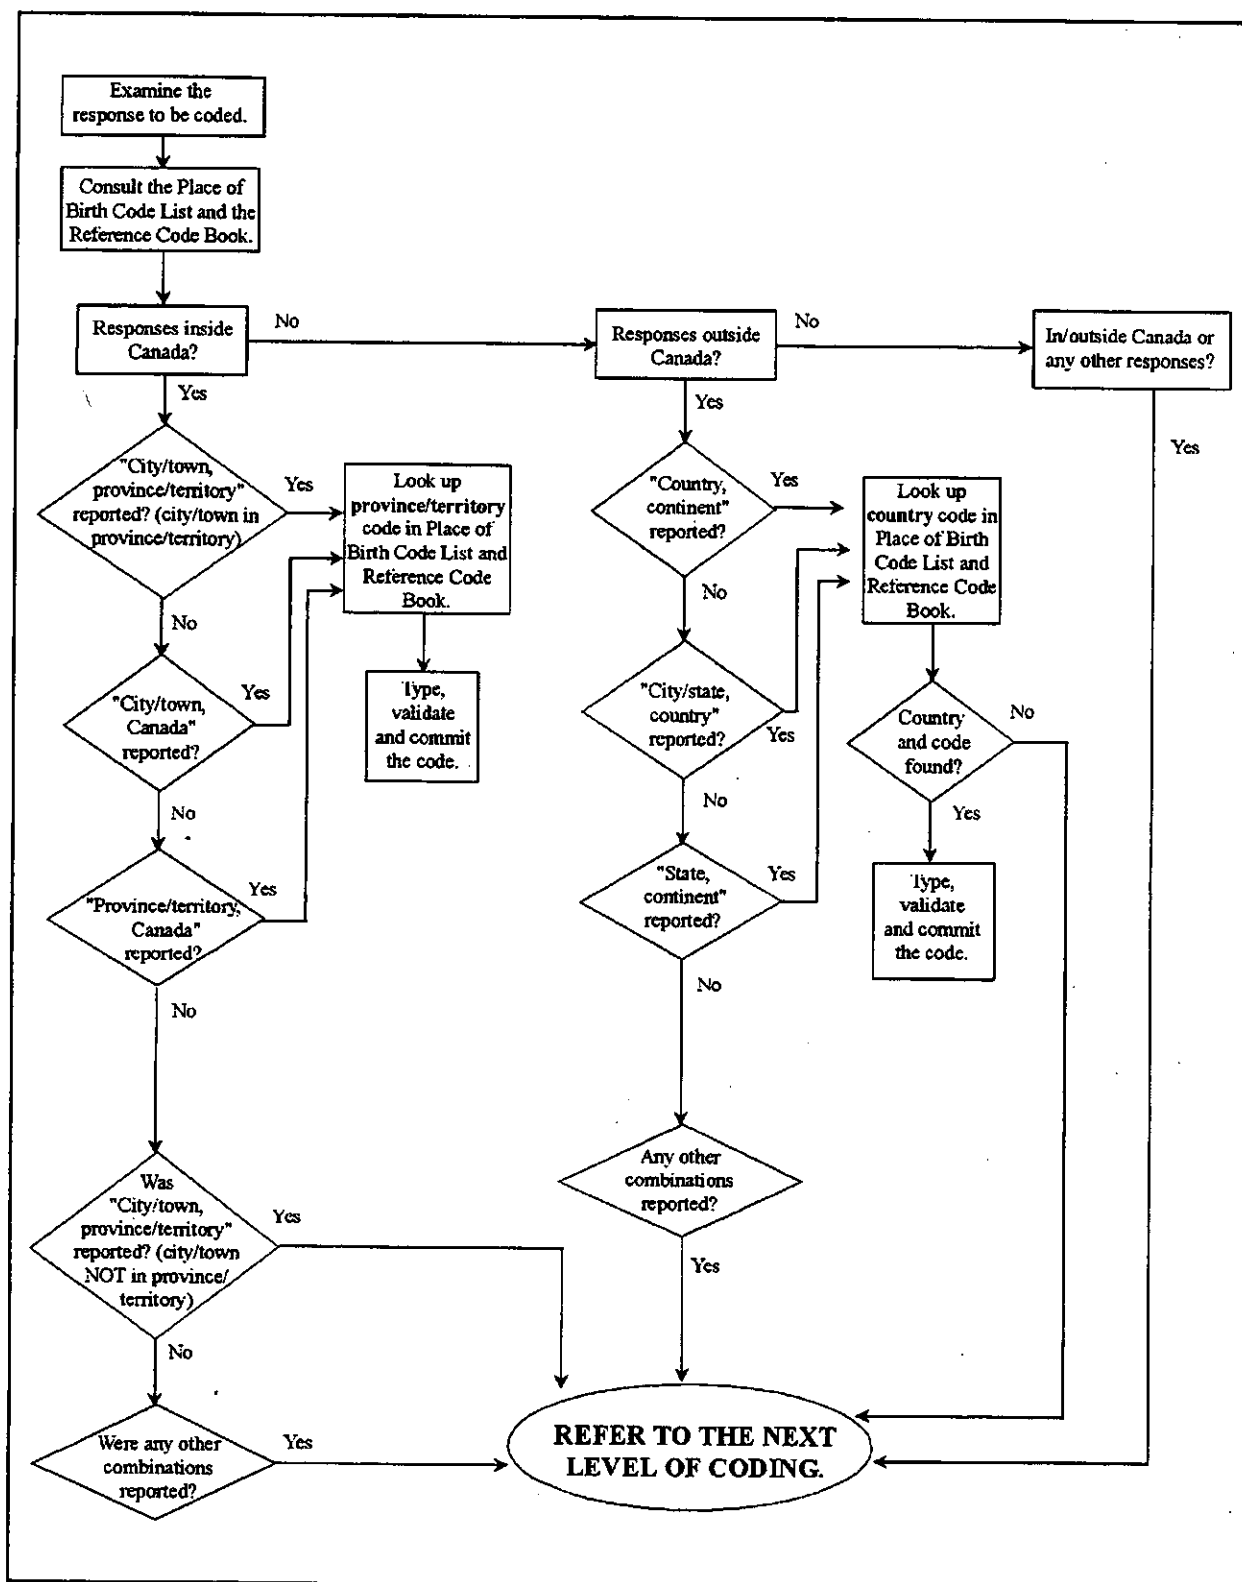 Examine the
response to be coded.
Consult the Place of
Birth Code List and the
Reference Code Book.
Responses inside
Canada?
No
Responses outside
Canada?
No
In/outside Canada or
any other responses?
Yes
Yes
Yes
"City/town,
province/territory"
reported? (city/town in
province/territory)
Yes
Look up
province/territory
code in Place of
Birth Code List and
Reference Code
Book.
"Country,
continent"
reported?
Yes
Look up
country code in
Place of Birth
Code List and
Reference Code
Book.
No
No
"City/town,
Canada"
reported?
Yes
Type,
validate
and commit
the code.
"City/state,
country"
reported?
Yes
Country
and code
found?
No
No
No
Yes
"Province/territory,
Canada"
reported?
Yes
"State,
continent"
reported?
Yes
Type,
validate
and commit
the code.
No
No
Was
"City/town,
province/territory"
reported? (city/town
NOT in province/
territory)
Yes
Any other
combinations
reported?
Yes
No
Were any other
combinations
reported?
Yes
REFER TO THE NEXT
LEVEL OF CODING.